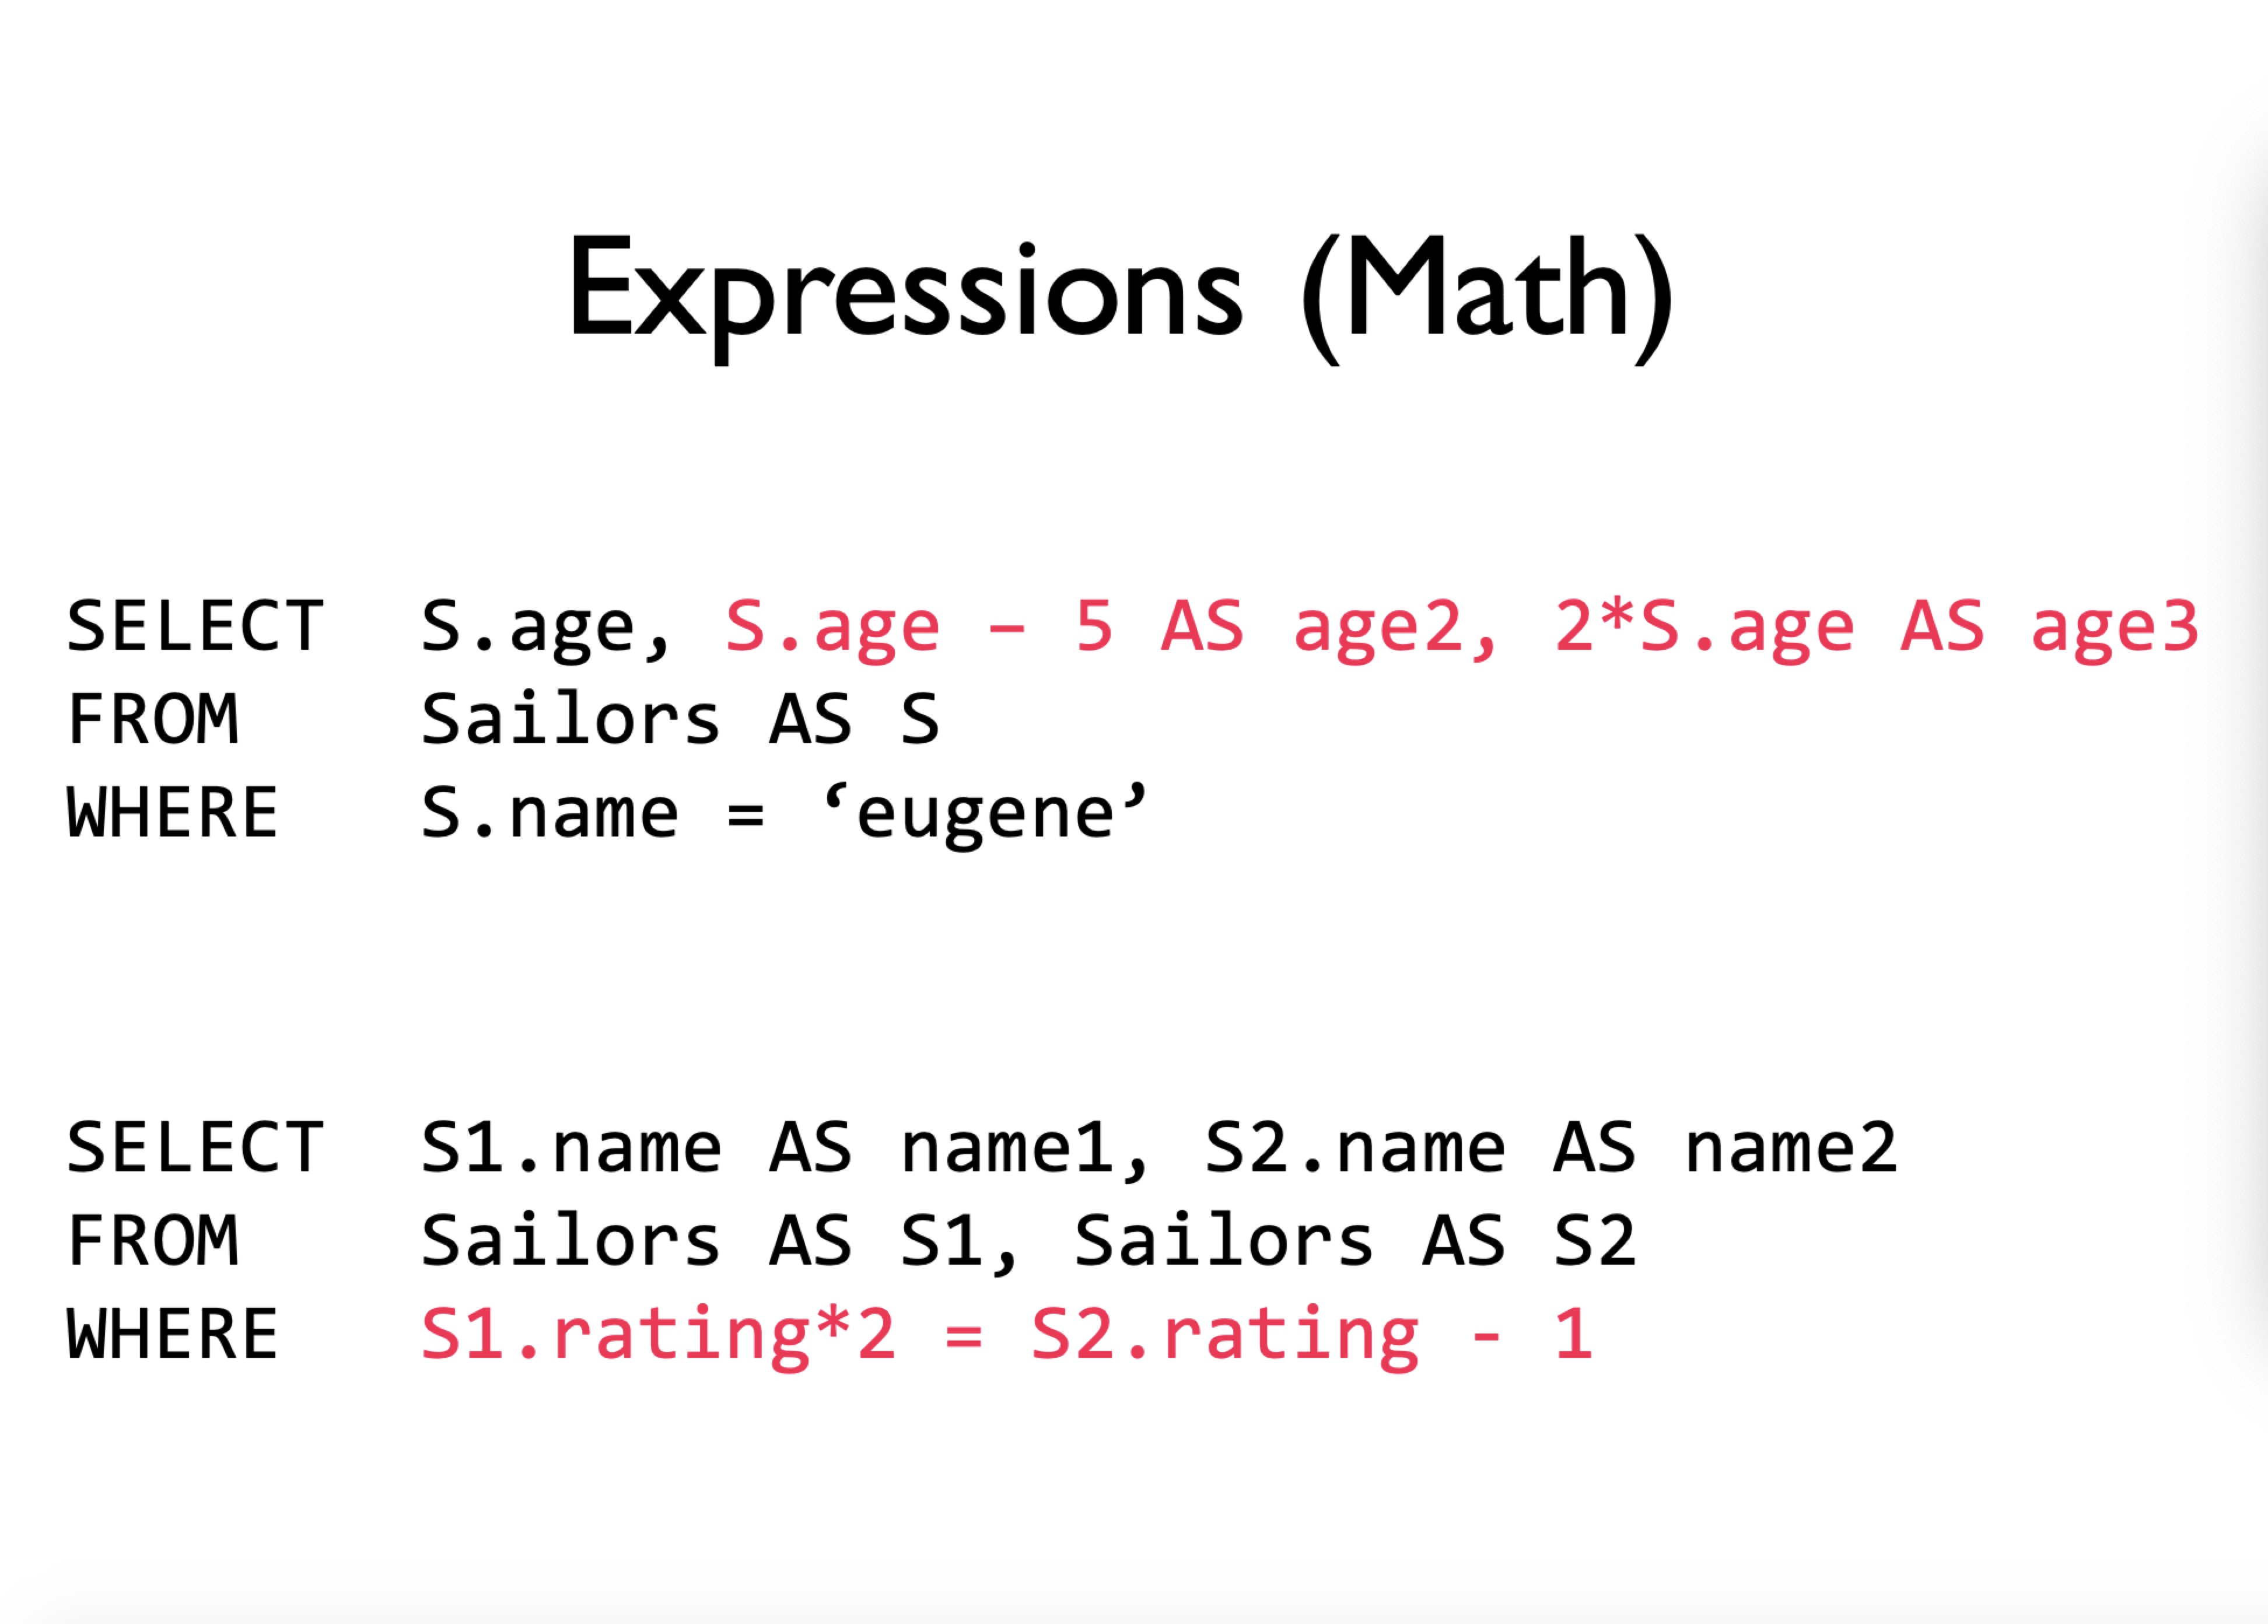 Expressions (Math)
SELECT S.age, S.age – 5 AS age2, 2*S.age AS age3
FROM Sailors AS S
WHERE S.name = ‘eugene’
SELECT S1.name AS name1, S2.name AS name2
FROM Sailors AS S1, Sailors AS S2
WHERE S1.rating*2 = S2.rating - 1